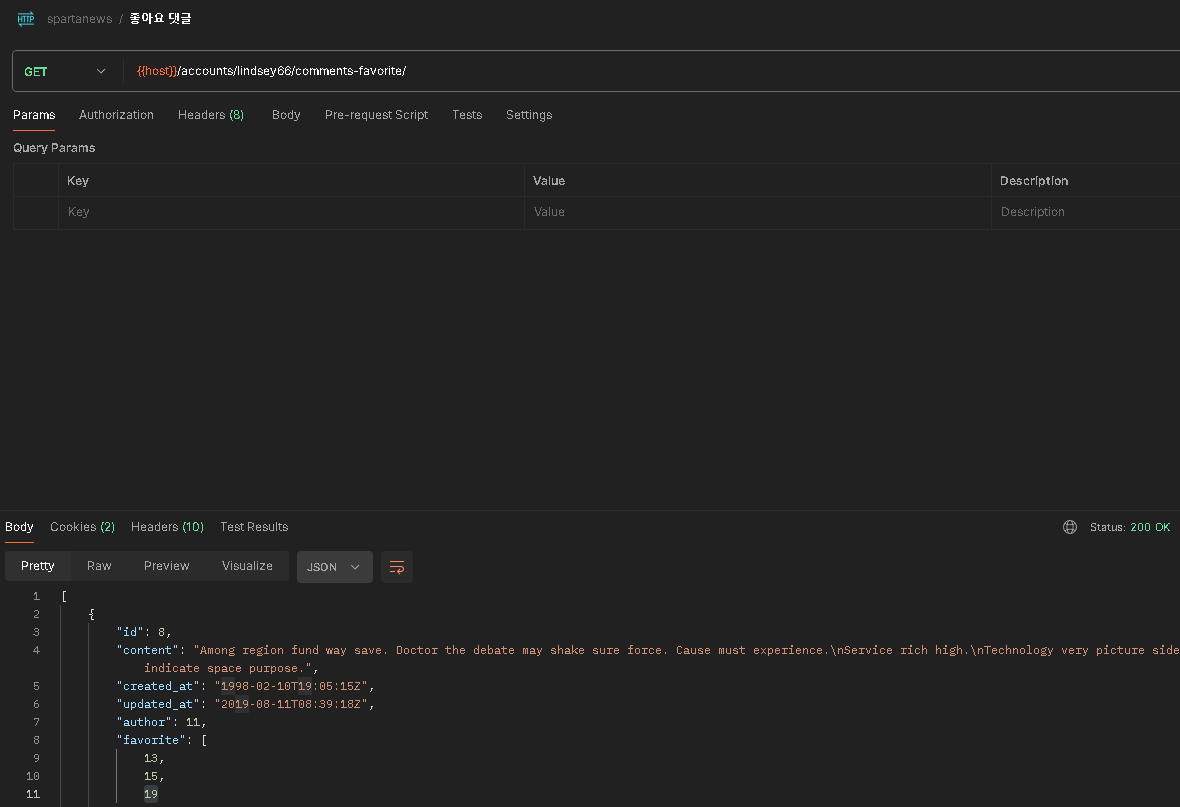 HTTP spartanews / 좋아요 댓글
GET {{host}}/accounts/lindsey66/comments-favorite/
Params Authorization Headers (8) Body Pre-request Script Tests Settings
Query Params
Key Value Description
Key Value Description
Body Cookies (2) Headers (10) Test Results Status: 200 OK
Pretty Raw Preview Visualize JSON
1 [
2 {
3 "id": 8,
4 "content": "Among region fund way save. Doctor the debate may shake sure force. Cause must experience.\nService rich high.\nTechnology very picture side
indicate space purpose.",
5 "created_at": "1998-02-10T19:05:15Z",
6 "updated_at": "2019-08-11T08:39:18Z",
7 "author": 11,
8 "favorite": [
9 13,
10 15,
11 19